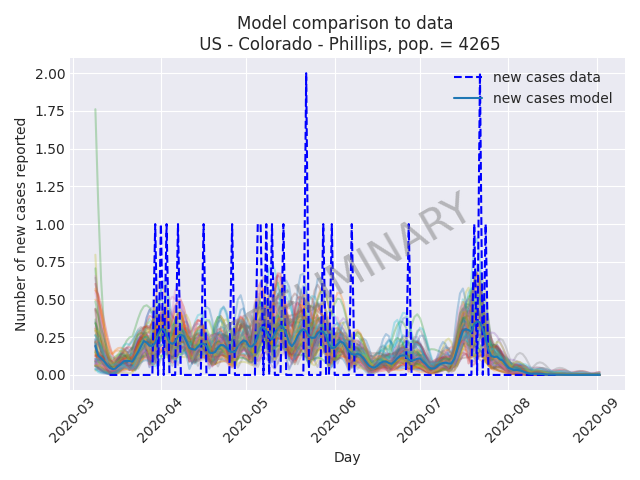 Model comparison to data
US - Colorado - Phillips, pop. = 4265
Number of new cases reported
2.00
1.75
1.50
1.25
1.00
0.75
0.50
0.25
0.00
new cases data
new cases model
2020-03
2020-04
2020-05
2020-06
2020-07
2020-08
2020-09
Day